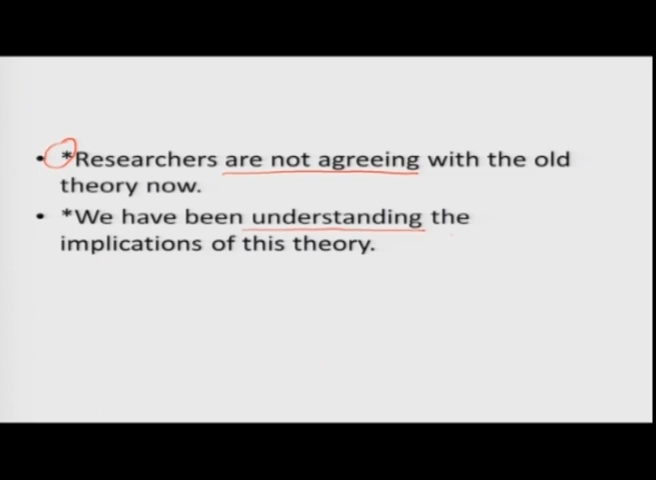 • *Researchers are not agreeing with the old
theory now.
• *We have been understanding the
implications of this theory.